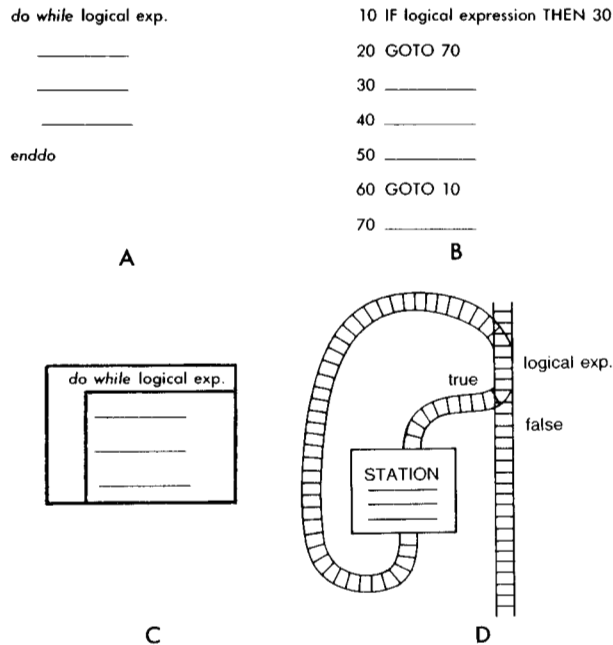 do while logical exp.
enddo
A
10 IF logical expression THEN 30
20 GOTO 70
30
40
50
60 GOTO 10
70
B
do while logical exp.
C
logical exp.
true
false
STATION
D